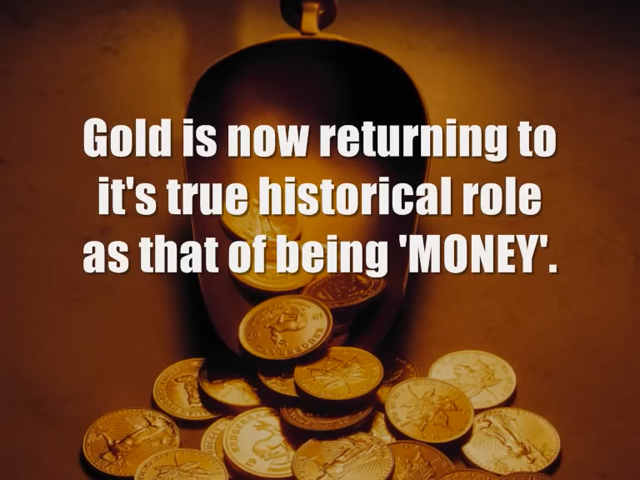 Gold is now returning to
it's true historical role
as that of being 'MONEY'.